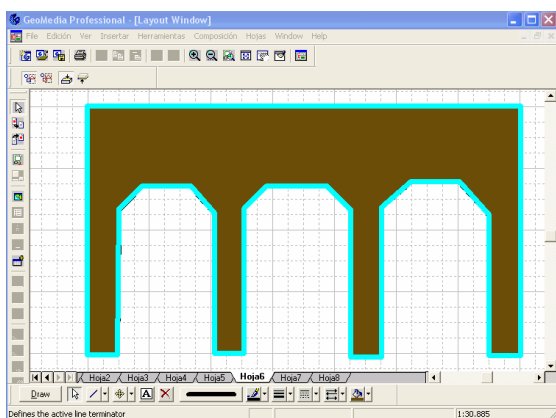 GeoMedia Professional - [Layout Window]
File Edición Ver Insertar Herramientas Composición Hojas Window Help
Hoja2 Hoja3 Hoja4 Hoja5 Hoja6 Hoja7 Hoja8
Draw A
Defines the active line terminator 1:30.885